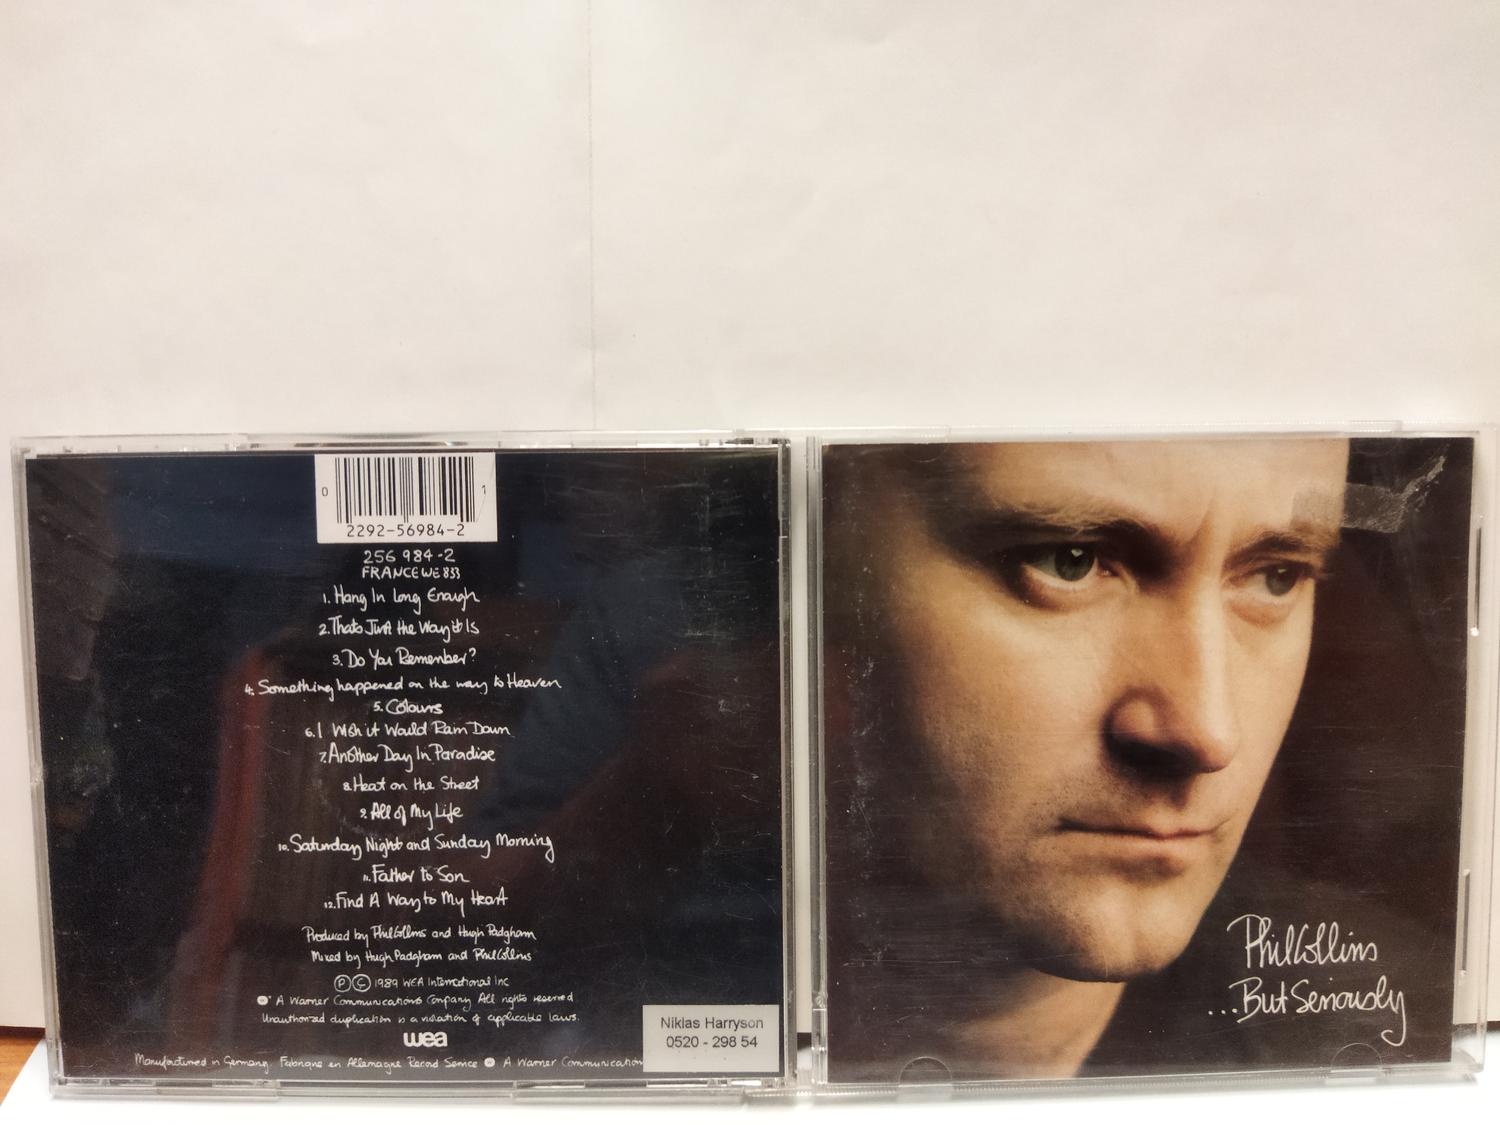 0 1
2292-56984-2
256 984-2
FRANCE WE 833
1. Hang In Long Enough
2. Thats Just the Way it Is
3. Do You Remember?
4. Something happened on the way to Heaven
5. Colours
6. I Wish it Would Rain Down
7. Another Day In Paradise
8. Heat on the Street
9. All of My Life
10. Saturday Night and Sunday Morning
11. Father to Son
12. Find A Way to My Heart
Produced by Phil Collins and Hugh Padgham
Mixed by Hugh Padgham and Phil Collins
Ⓟ Ⓒ 1989 WEA International Inc
A Warner Communications Company All rights reserved
Unauthorized duplication is a violation of applicable laws.
wea
Manufactured in Germany Fabriqué en Allemagne Record Service A Warner Communication
Niklas Harryson
0520 - 298 54
Phil Collins
...But Seriously